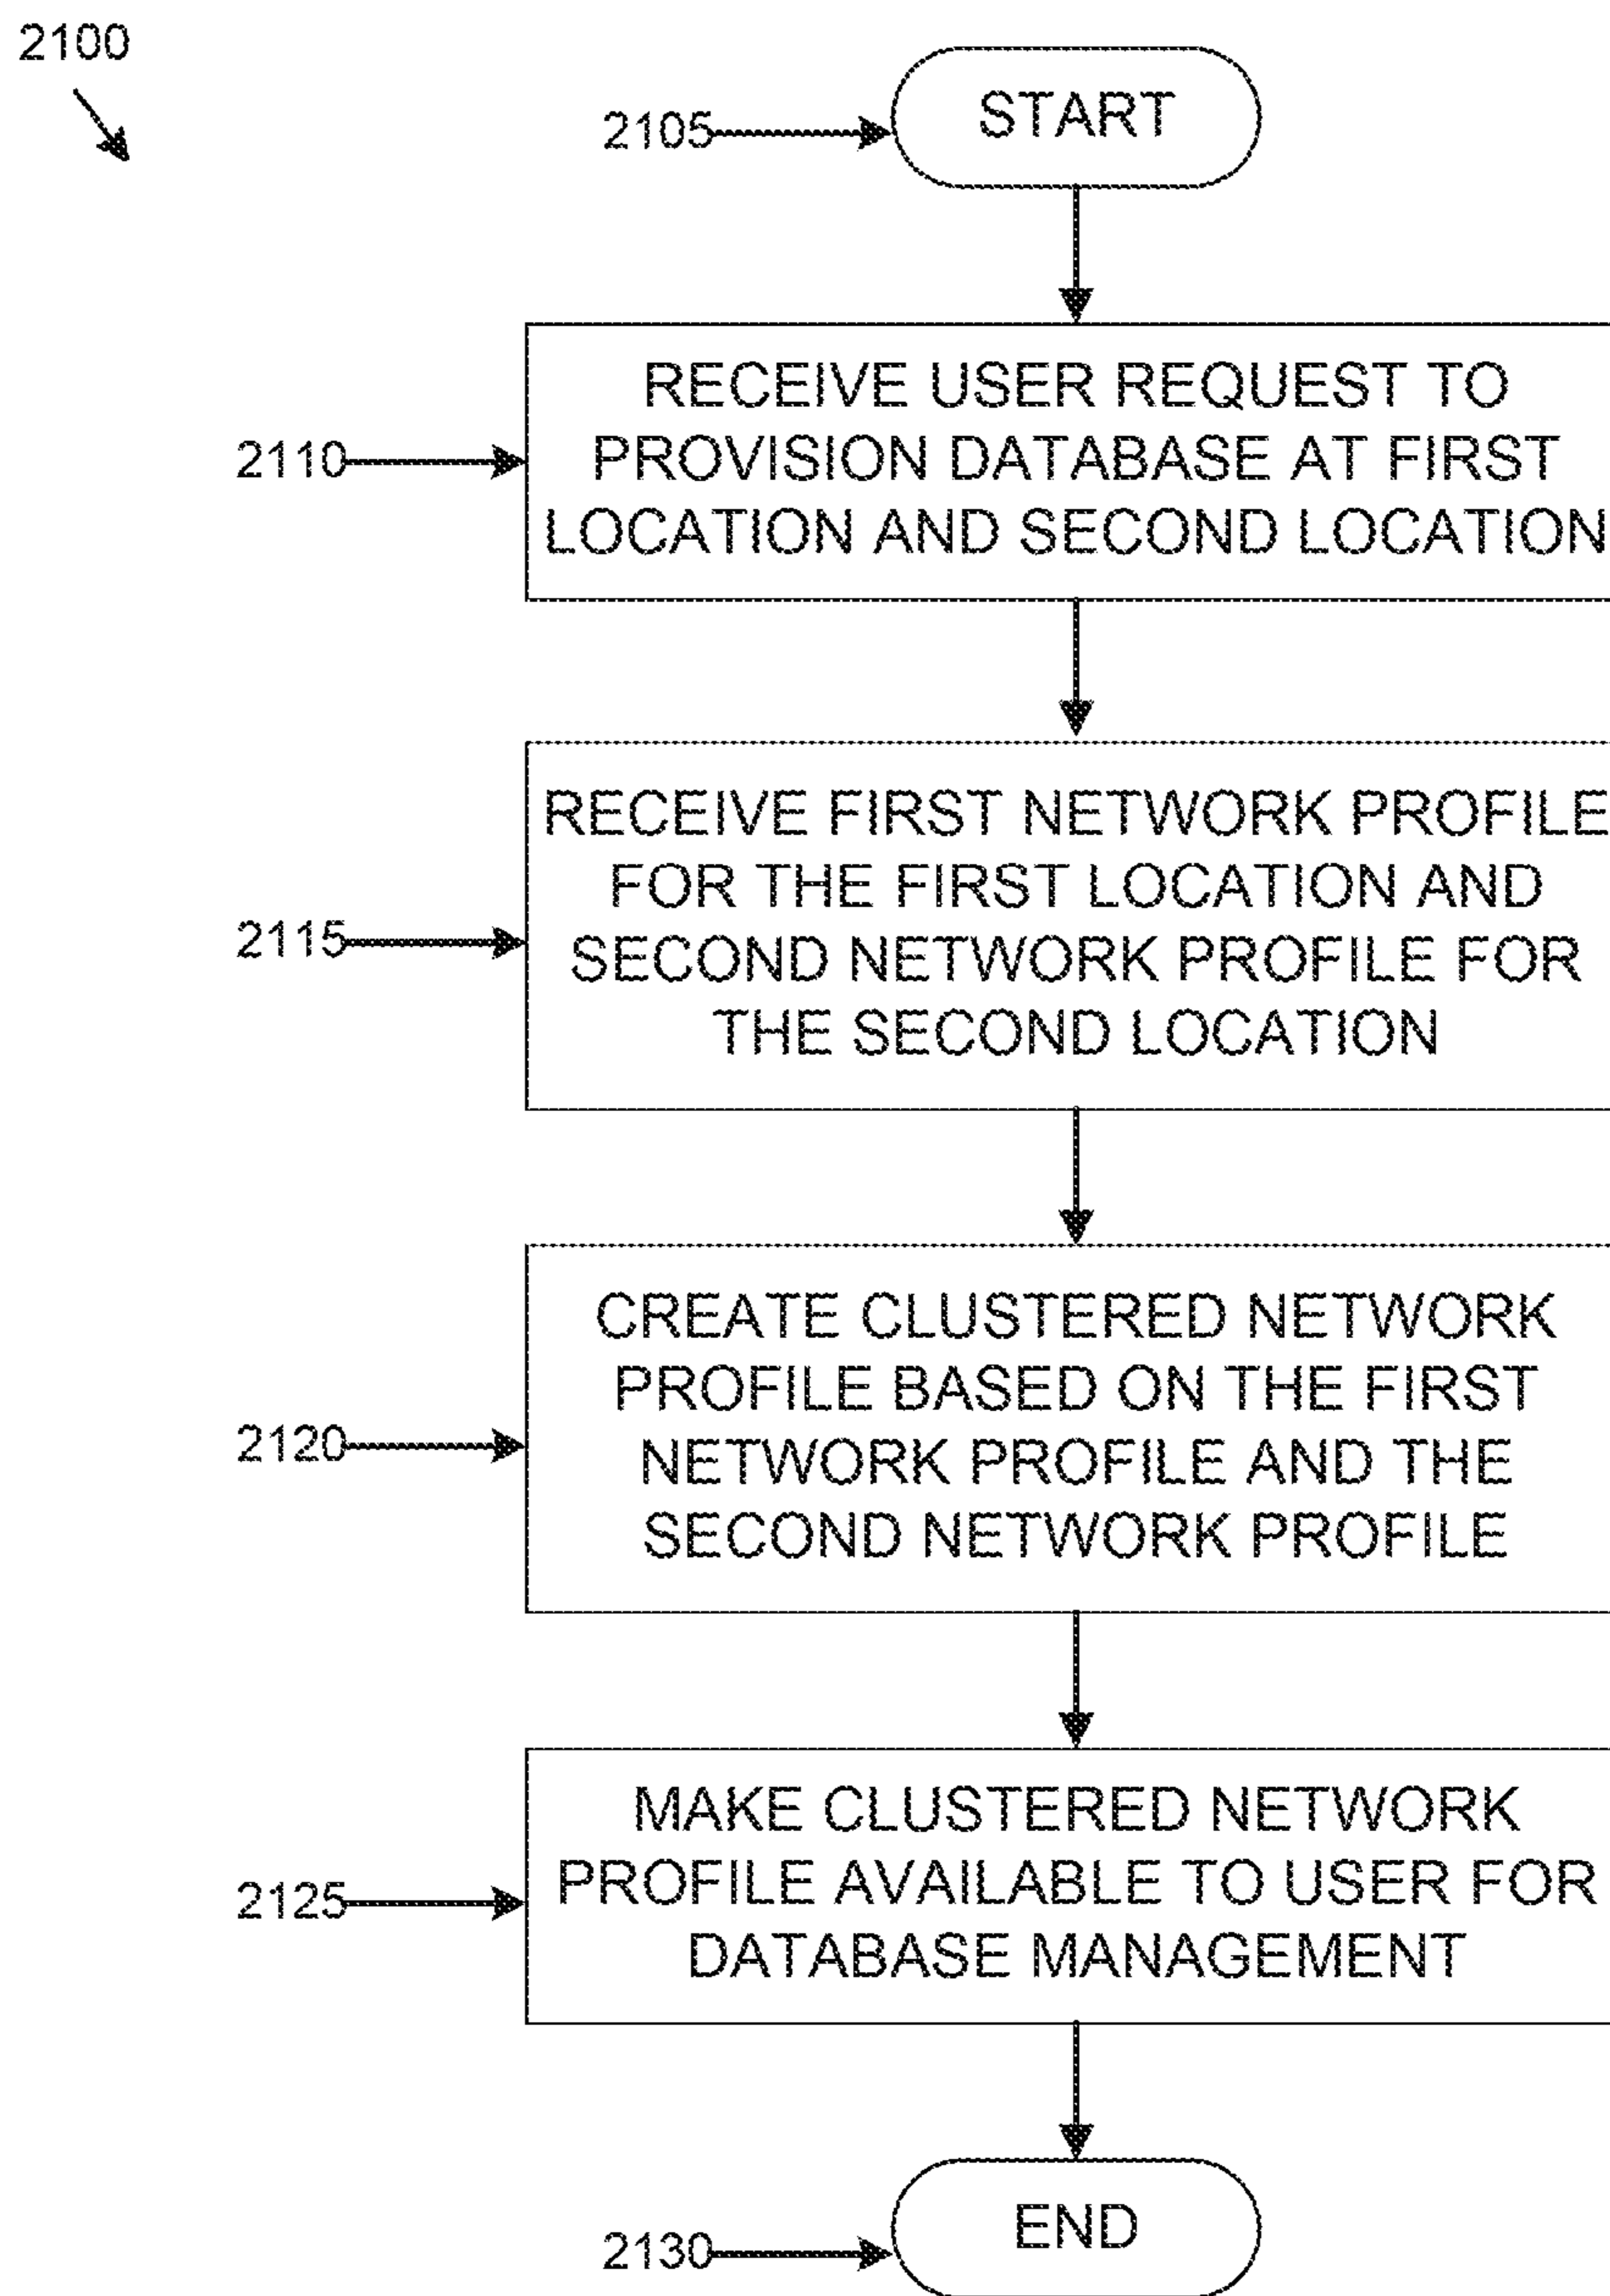 2100
2105
START
2110
RECEIVE USER REQUEST TO
PROVISION DATABASE AT FIRST
LOCATION AND SECOND LOCATION
2115
RECEIVE FIRST NETWORK PROFILE
FOR THE FIRST LOCATION AND
SECOND NETWORK PROFILE FOR
THE SECOND LOCATION
2120
CREATE CLUSTERED NETWORK
PROFILE BASED ON THE FIRST
NETWORK PROFILE AND THE
SECOND NETWORK PROFILE
2125
MAKE CLUSTERED NETWORK
PROFILE AVAILABLE TO USER FOR
DATABASE MANAGEMENT
2130
END